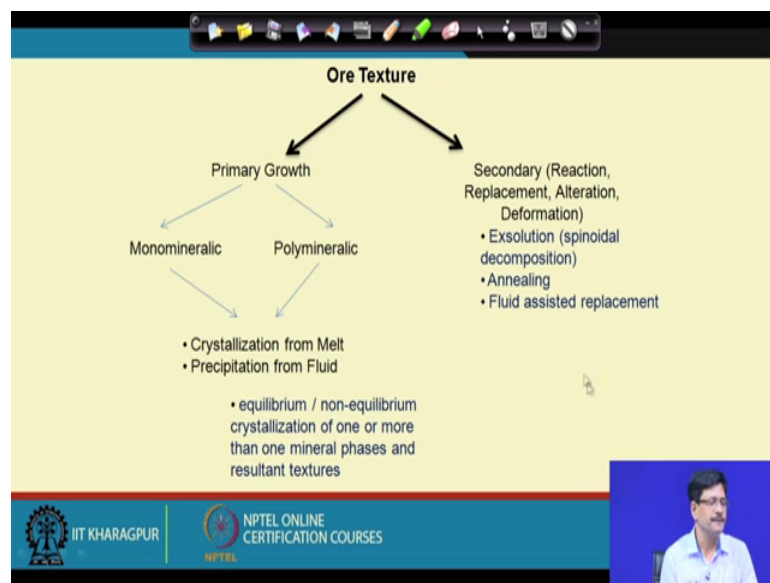 Ore Texture
Primary Growth
Monomineralic
Polymineralic
• Crystallization from Melt
• Precipitation from Fluid
• equilibrium / non-equilibrium
crystallization of one or more
than one mineral phases and
resultant textures
Secondary (Reaction,
Replacement, Alteration,
Deformation)
• Exsolution (spinoidal
decomposition)
• Annealing
• Fluid assisted replacement
IIT KHARAGPUR
NPTEL
NPTEL ONLINE
CERTIFICATION COURSES